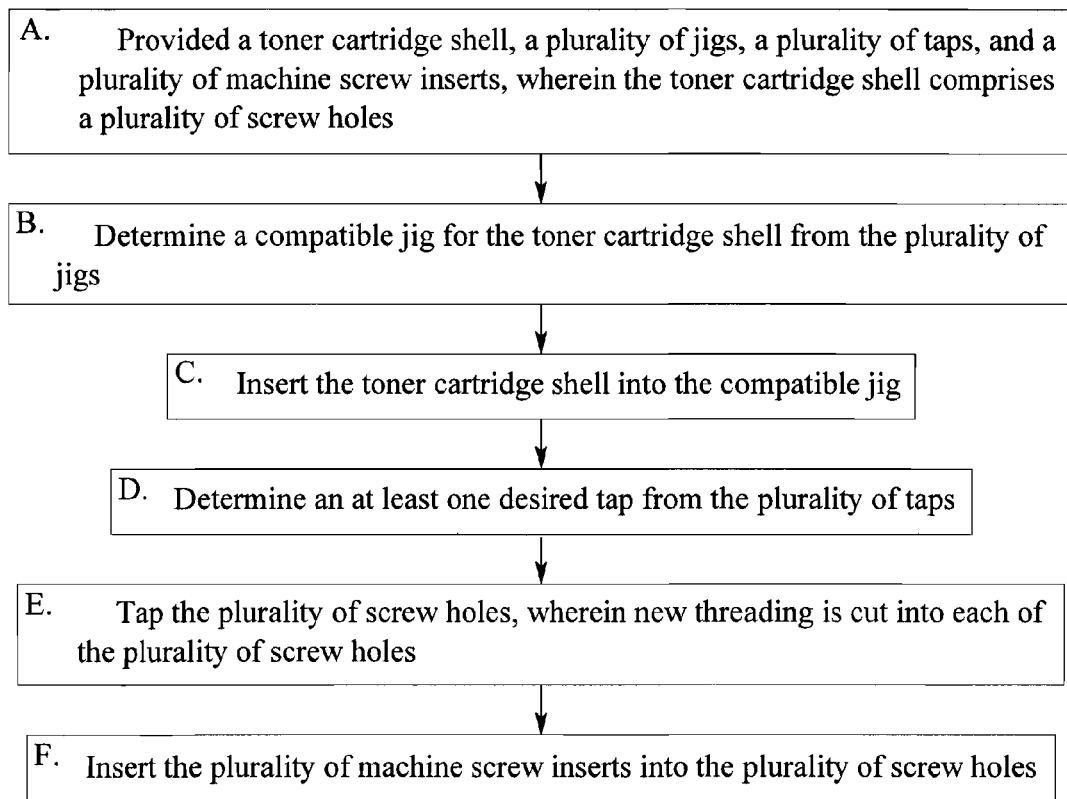 A. Provided a toner cartridge shell, a plurality of jigs, a plurality of taps, and a
plurality of machine screw inserts, wherein the toner cartridge shell comprises
a plurality of screw holes
B. Determine a compatible jig for the toner cartridge shell from the plurality of
jigs
C. Insert the toner cartridge shell into the compatible jig
D. Determine an at least one desired tap from the plurality of taps
E. Tap the plurality of screw holes, wherein new threading is cut into each of
the plurality of screw holes
F. Insert the plurality of machine screw inserts into the plurality of screw holes